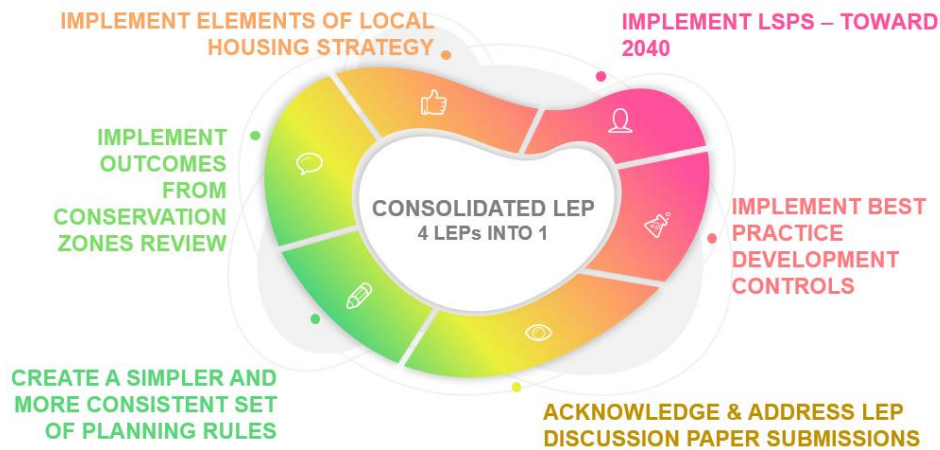 IMPLEMENT ELEMENTS OF LOCAL
HOUSING STRATEGY
IMPLEMENT LSPS – TOWARD
2040
IMPLEMENT
OUTCOMES
FROM
CONSERVATION
ZONES REVIEW
CONSOLIDATED LEP
4 LEPs INTO 1
IMPLEMENT BEST
PRACTICE
DEVELOPMENT
CONTROLS
CREATE A SIMPLER AND
MORE CONSISTENT SET
OF PLANNING RULES
ACKNOWLEDGE & ADDRESS LEP
DISCUSSION PAPER SUBMISSIONS